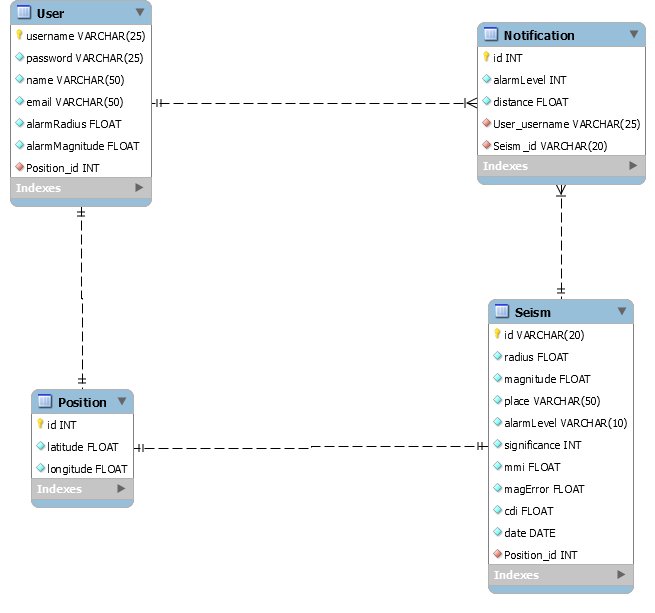 User
username VARCHAR(25)
password VARCHAR(25)
name VARCHAR(50)
email VARCHAR(50)
alarmRadius FLOAT
alarmMagnitude FLOAT
Position_id INT
Indexes
Notification
id INT
alarmLevel INT
distance FLOAT
User_username VARCHAR(25)
Seism_id VARCHAR(20)
Indexes
Position
id INT
latitude FLOAT
longitude FLOAT
Indexes
Seism
id VARCHAR(20)
radius FLOAT
magnitude FLOAT
place VARCHAR(50)
alarmLevel VARCHAR(10)
significance INT
mmi FLOAT
magError FLOAT
cdi FLOAT
date DATE
Position_id INT
Indexes